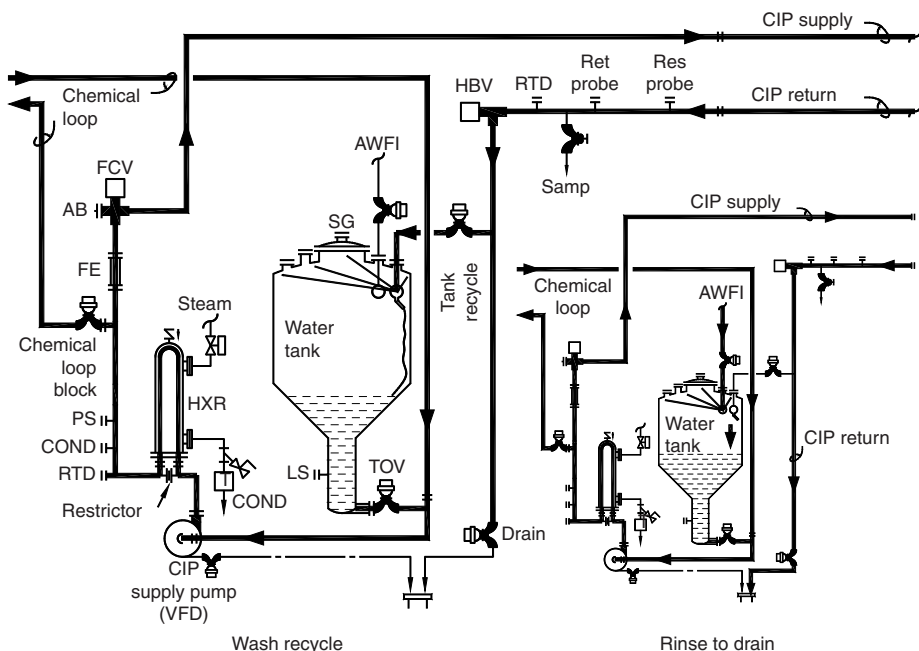 CIP supply
Chemical
loop
HBV
RTD
Ret
probe
Res
probe
CIP return
Samp
FCV
AB
AWFI
SG
FE
Steam
Tank
recycle
Water
tank
Chemical
loop
block
HXR
PS
COND
RTD
LS
TOV
COND
Restrictor
Drain
CIP
supply pump
(VFD)
Wash recycle
CIP supply
Chemical
loop
AWFI
Water
tank
CIP return
Rinse to drain